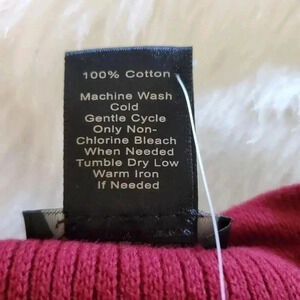 100% Cotton
Machine Wash
Cold
Gentle Cycle
Only Non-
Chlorine Bleach
When Needed
Tumble Dry Low
Warm Iron
If Needed